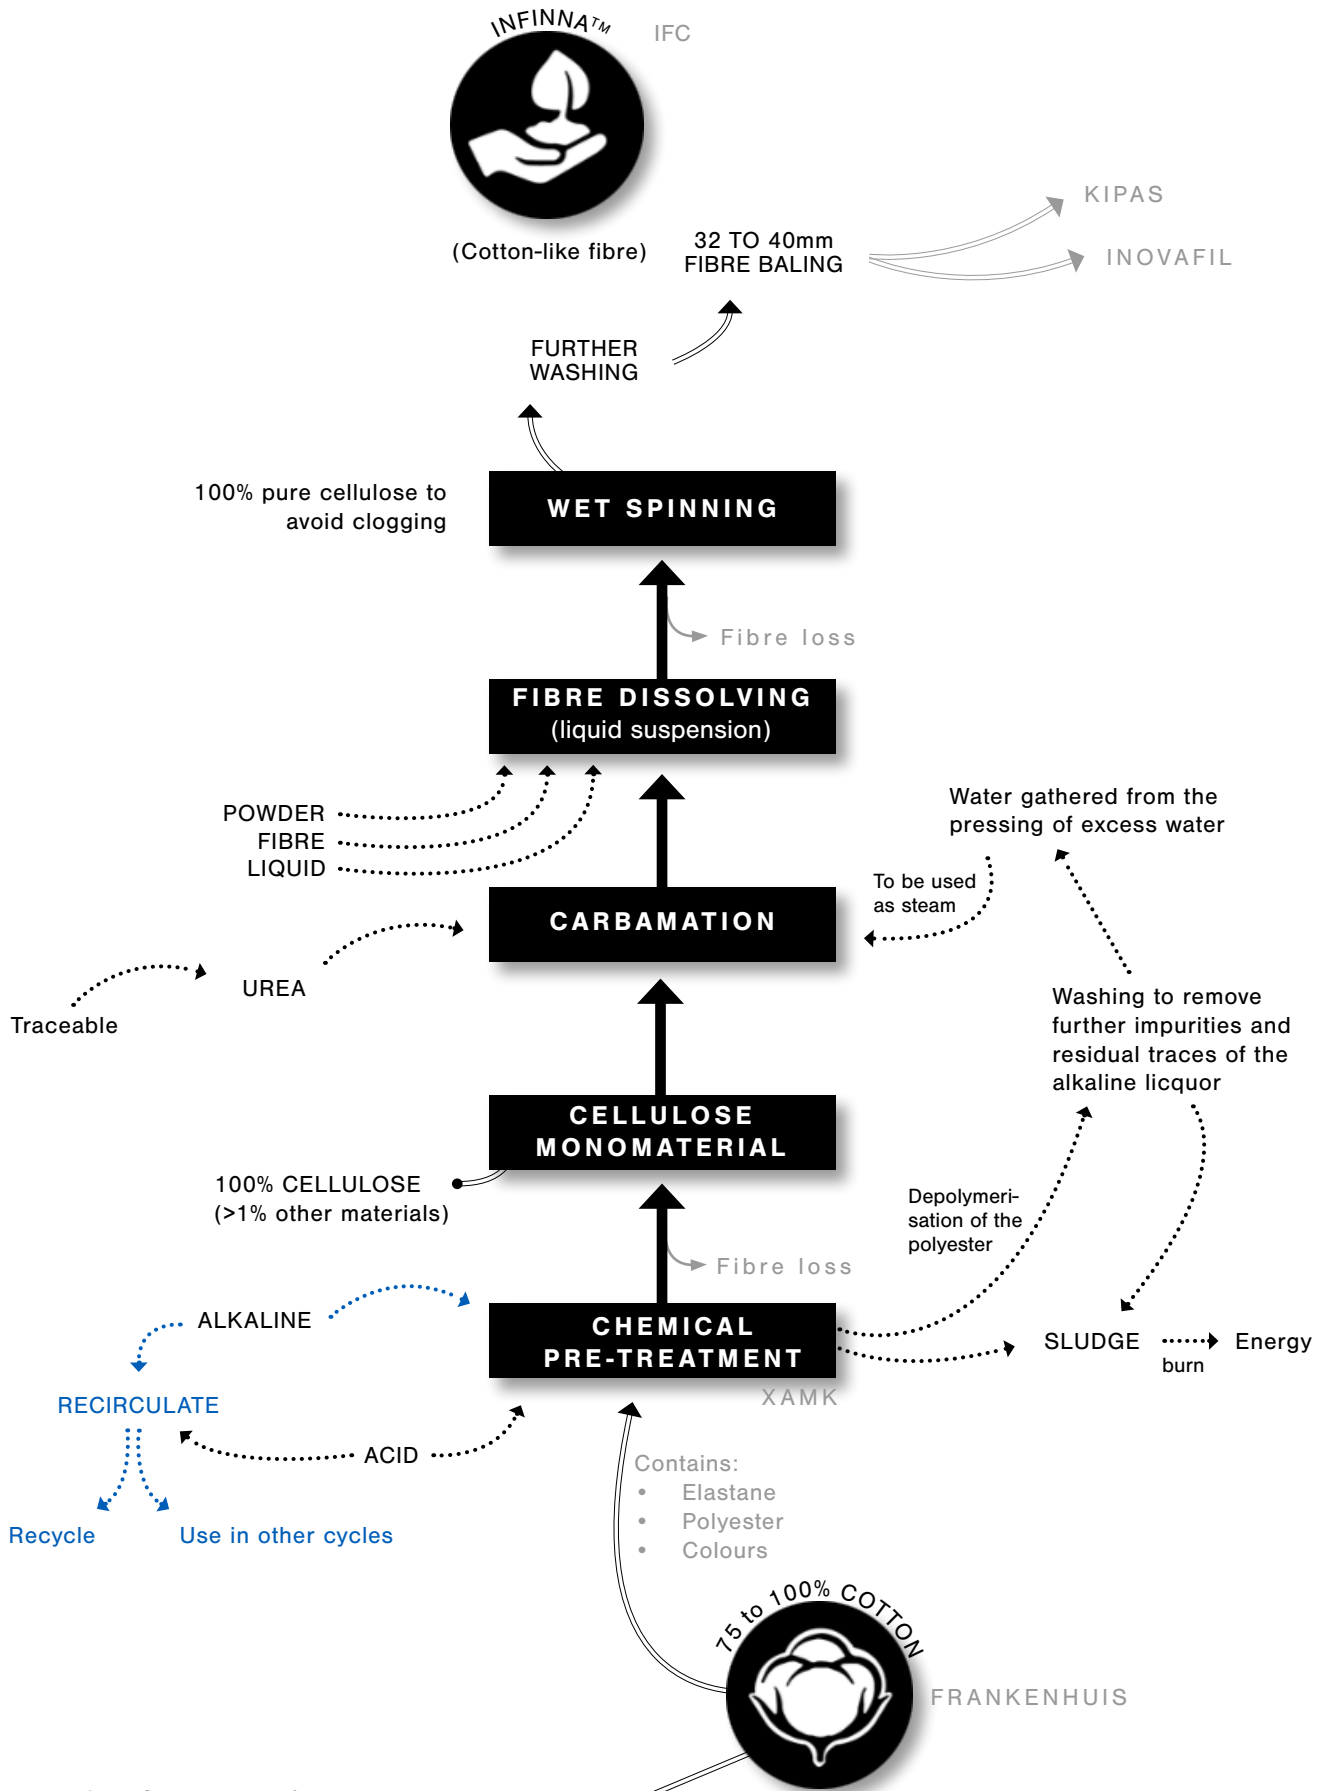 INFINNA™
IFC
(Cotton-like fibre)
32 TO 40mm
FIBRE BALING
KIPAS
INOVAFIL
FURTHER
WASHING
100% pure cellulose to
avoid clogging
WET SPINNING
Fibre loss
FIBRE DISSOLVING
(liquid suspension)
POWDER
FIBRE
LIQUID
Water gathered from the
pressing of excess water
To be used
as steam
CARBAMATION
UREA
Traceable
Washing to remove
further impurities and
residual traces of the
alkaline licquor
CELLULOSE
MONOMATERIAL
100% CELLULOSE
(>1% other materials)
Depolymeri-
sation of the
polyester
Fibre loss
ALKALINE
CHEMICAL
PRE-TREATMENT
XAMK
SLUDGE
burn
Energy
RECIRCULATE
ACID
Recycle
Use in other cycles
Contains:
• Elastane
• Polyester
• Colours
75 to 100% COTTON
FRANKENHUIS